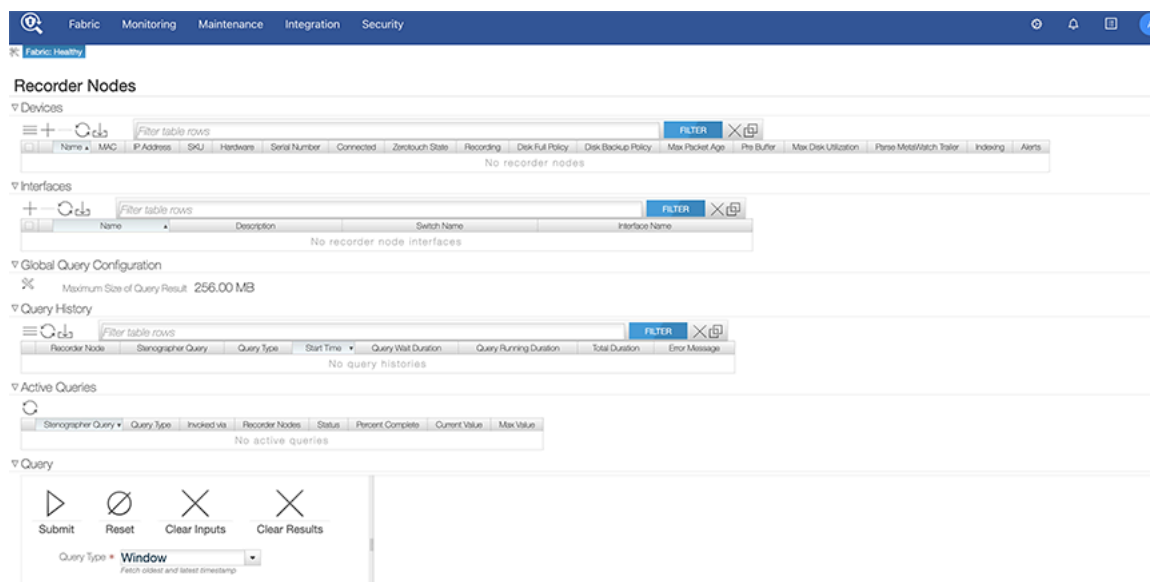 Fabric Monitoring Maintenance Integration Security
Fabric: Healthy
Recorder Nodes
Devices
Filter table rows FILTER
Name MAC IP Address SKU Hardware Serial Number Connected Zerotouch State Recording Disk Full Policy Disk Backup Policy Max Packet Age Pre Buffer Max Disk Utilization Parse MetaWatch Trailer Indexing Alerts
No recorder nodes
Interfaces
Filter table rows FILTER
Name Description Switch Name Interface Name
No recorder node interfaces
Global Query Configuration
Maximum Size of Query Result 256.00 MB
Query History
Filter table rows FILTER
Recorder Node Stenographer Query Query Type Start Time Query Wait Duration Query Running Duration Total Duration Error Message
No query histories
Active Queries
Stenographer Query Query Type Invoked via Recorder Nodes Status Percent Complete Current Value Max Value
No active queries
Query
Submit Reset Clear Inputs Clear Results
Query Type * Window
Fetch oldest and latest timestamp